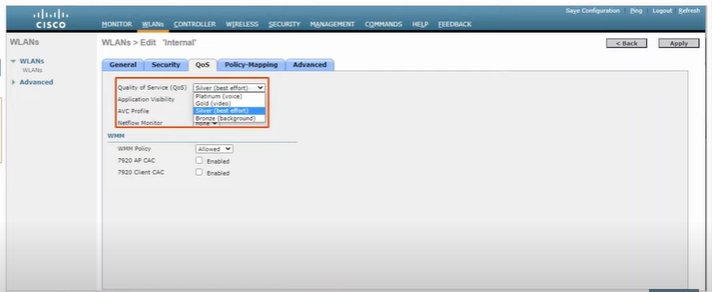 Save Configuration Ping Logout Refresh
CISCO
MONITOR WLANs CONTROLLER WIRELESS SECURITY MANAGEMENT COMMANDS HELP FEEDBACK
WLANs
WLANs > Edit 'Internal'
< Back Apply
WLANs
WLANs
Advanced
General Security QoS Policy-Mapping Advanced
Quality of Service (QoS) Silver (best effort)
Platinum (voice)
Application Visibility
Gold (video)
AVC Profile Silver (best effort)
Bronze (background)
Netflow Monitor none
WMM
WMM Policy Allowed
7920 AP CAC Enabled
7920 Client CAC Enabled